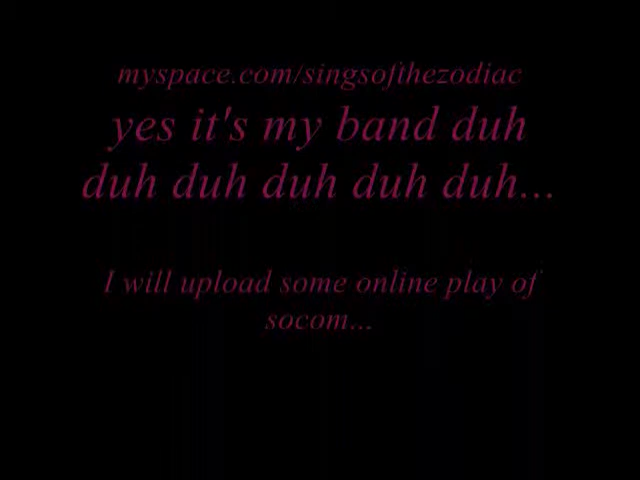 myspace.com/singsofthezodiac
yes it's my band duh
duh duh duh duh duh...
I will upload some online play of
socom...